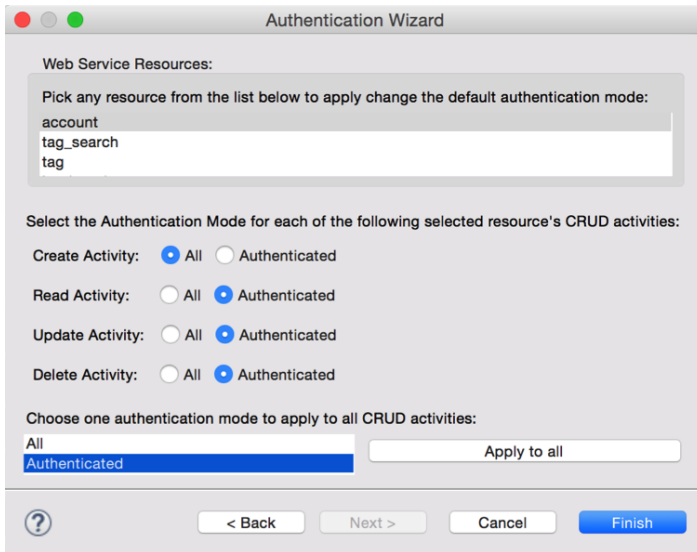 Authentication Wizard
Web Service Resources:
Pick any resource from the list below to apply change the default authentication mode:
account
tag_search
tag
Select the Authentication Mode for each of the following selected resource's CRUD activities:
Create Activity: All Authenticated
Read Activity: All Authenticated
Update Activity: All Authenticated
Delete Activity: All Authenticated
Choose one authentication mode to apply to all CRUD activities:
All
Authenticated
Apply to all
?
< Back
Next >
Cancel
Finish